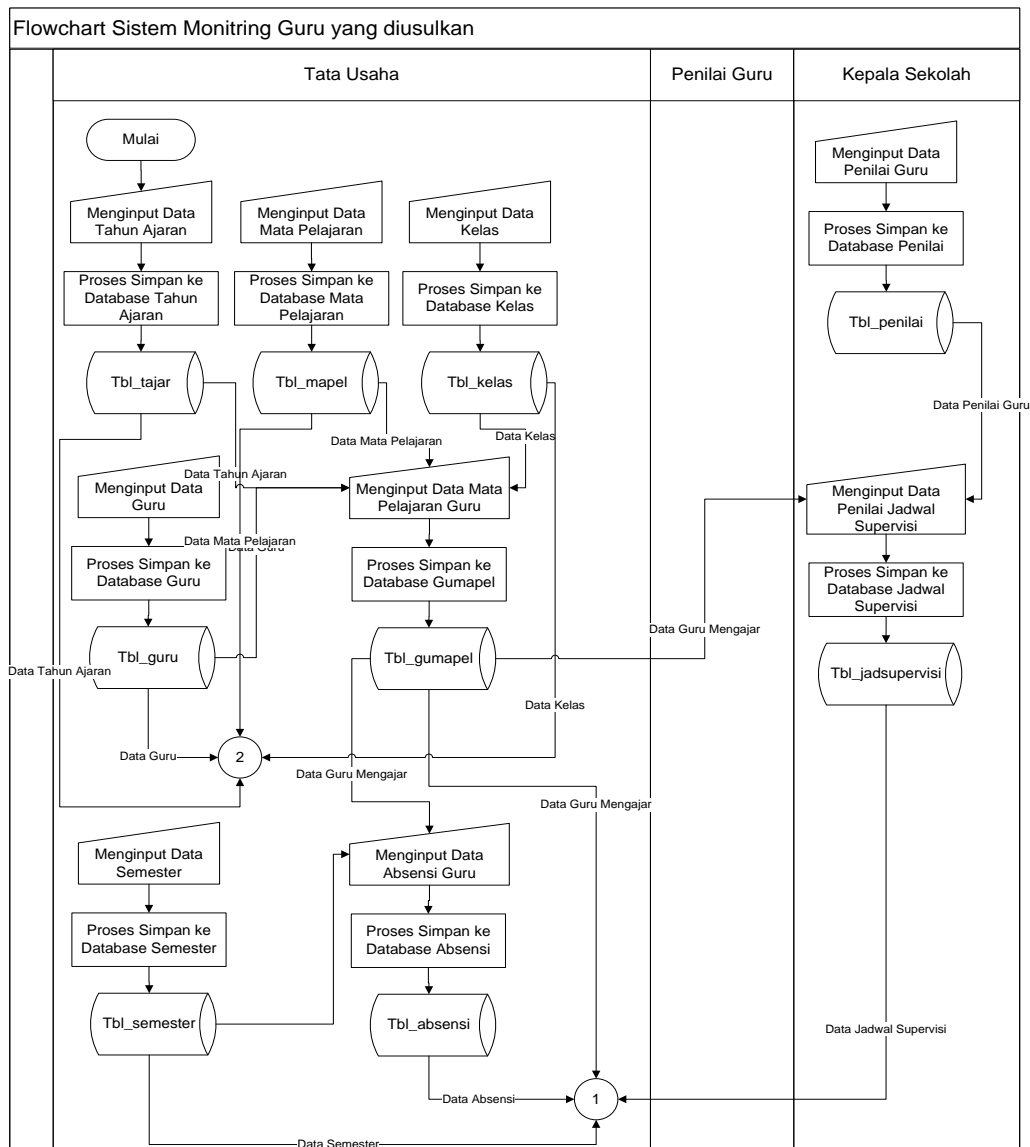 Flowchart Sistem Monitring Guru yang diusulkan
Tata Usaha
Penilai Guru
Kepala Sekolah
Mulai
Menginput Data
Tahun Ajaran
Menginput Data
Mata Pelajaran
Menginput Data
Kelas
Menginput Data
Penilai Guru
Proses Simpan ke
Database Tahun
Ajaran
Proses Simpan ke
Database Mata
Pelajaran
Proses Simpan ke
Database Kelas
Proses Simpan ke
Database Penilai
Tbl_tajar
Tbl_mapel
Tbl_kelas
Tbl_penilai
Data Penilai Guru
Data Mata Pelajaran
Data Kelas
Data Tahun Ajaran
Menginput Data
Guru
Menginput Data Mata
Pelajaran Guru
Menginput Data
Penilai Jadwal
Supervisi
Data Mata Pelajaran
Data Guru
Proses Simpan ke
Database Guru
Proses Simpan ke
Database Gumapel
Proses Simpan ke
Database Jadwal
Supervisi
Data Guru Mengajar
Tbl_guru
Tbl_gumapel
Tbl_jadsupervisi
Data Tahun Ajaran
Data Kelas
Data Guru
2
Data Guru Mengajar
Data Guru Mengajar
Menginput Data
Semester
Menginput Data
Absensi Guru
Proses Simpan ke
Database Semester
Proses Simpan ke
Database Absensi
Tbl_semester
Tbl_absensi
Data Jadwal Supervisi
Data Absensi
1
Data Semester